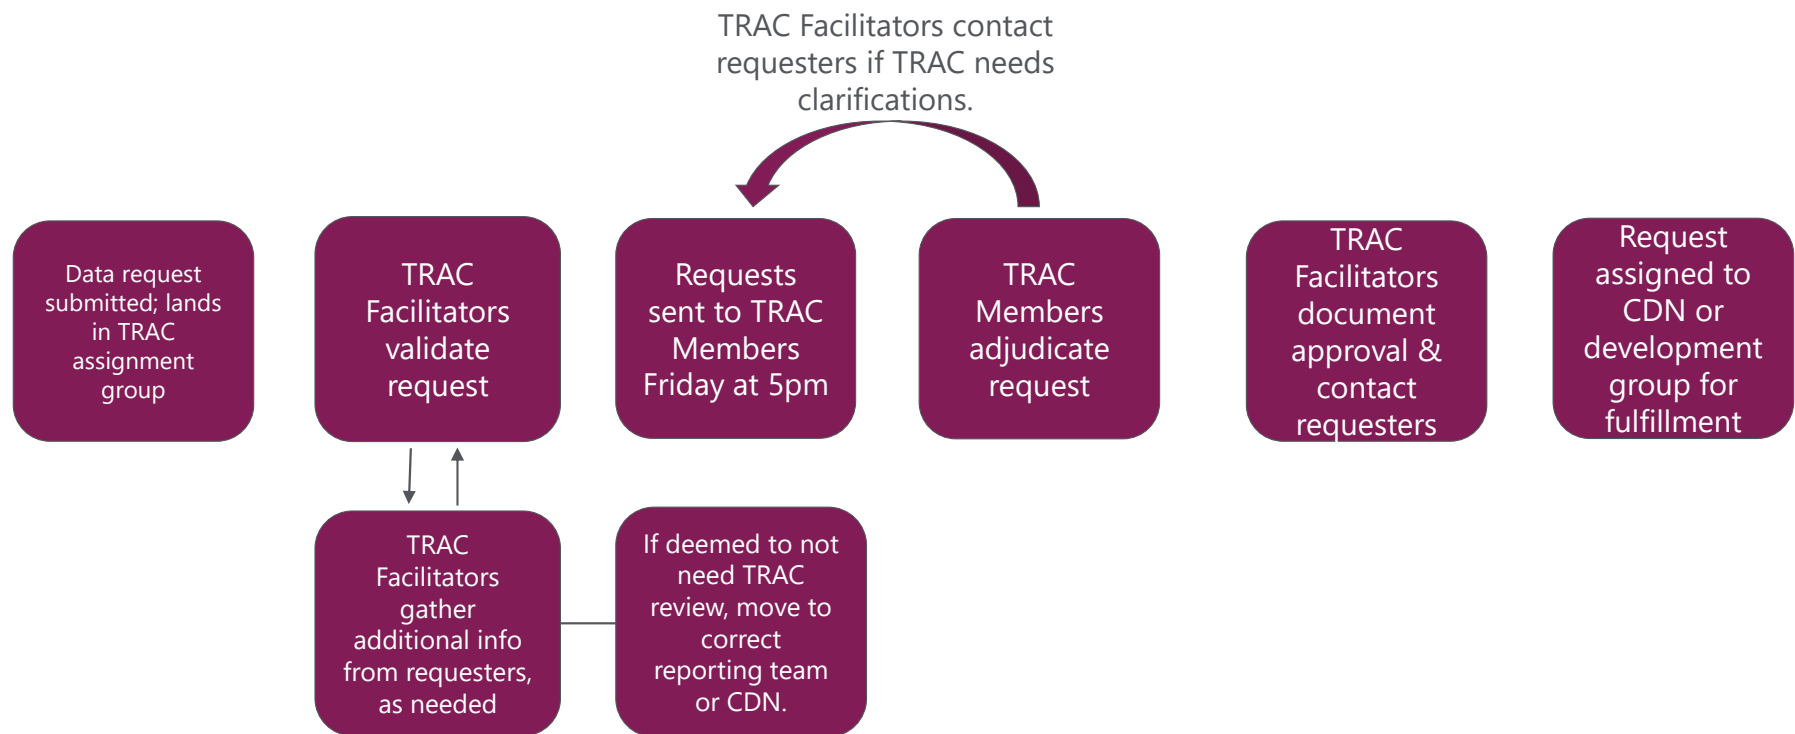 TRAC Facilitators contact
requesters if TRAC needs
clarifications.
Data request
submitted; lands
in TRAC
assignment
group
TRAC
Facilitators
validate
request
Requests
sent to TRAC
Members
Friday at 5pm
TRAC
Members
adjudicate
request
TRAC
Facilitators
document
approval &
contact
requesters
Request
assigned to
CDN or
development
group for
fulfillment
TRAC
Facilitators
gather
additional info
from requesters,
as needed
If deemed to not
need TRAC
review, move to
correct
reporting team
or CDN.